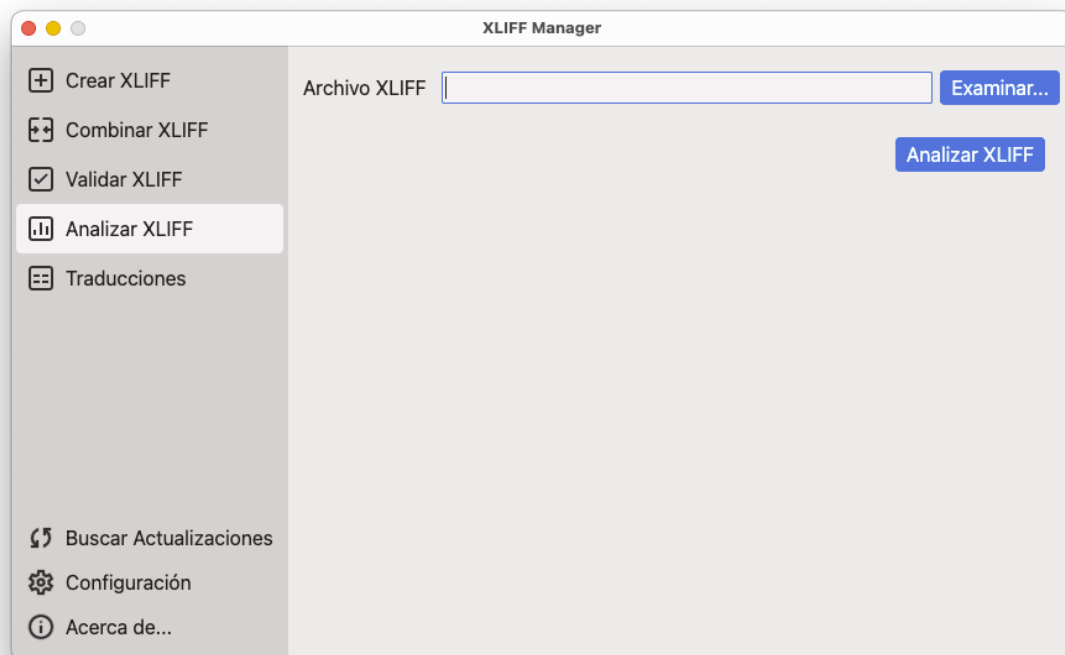 XLIFF Manager
Crear XLIFF
Combinar XLIFF
Validar XLIFF
Analizar XLIFF
Traducciones
Buscar Actualizaciones
Configuración
Acerca de...
Archivo XLIFF
Examinar...
Analizar XLIFF